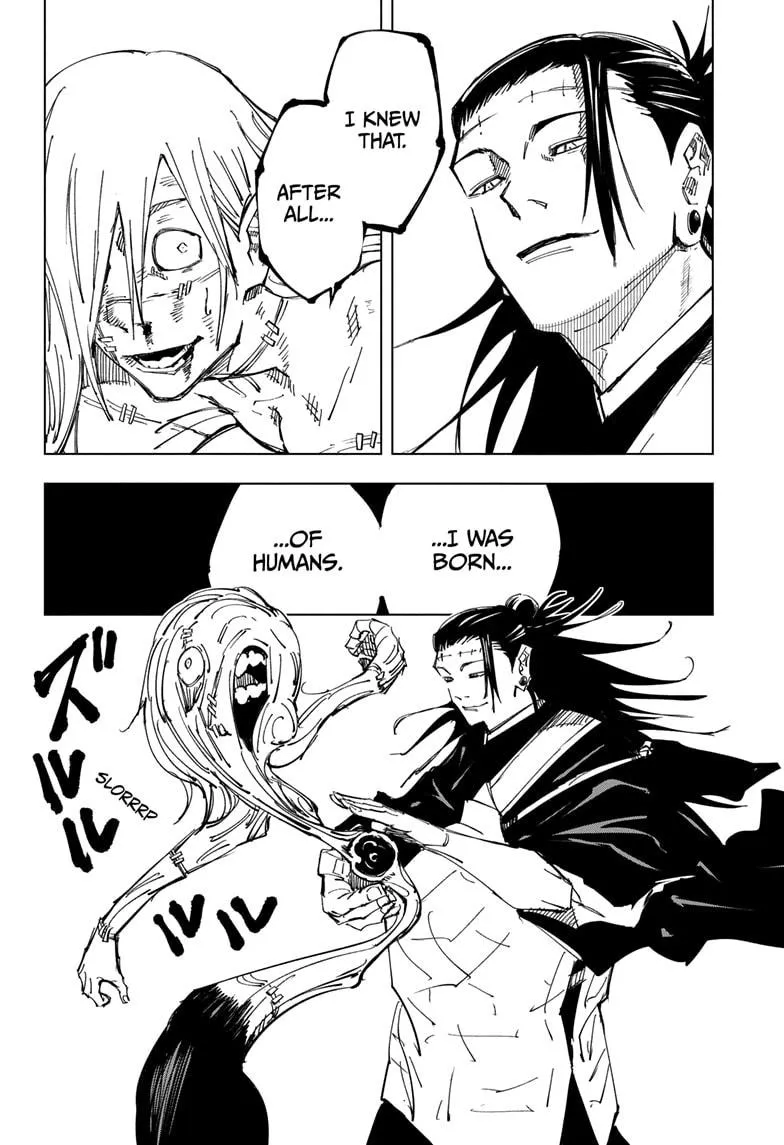 I KNEW
THAT.
AFTER
ALL...
...I WAS
BORN...
...OF
HUMANS.
ズ
ル
ル
SLORRRP
ル
ル